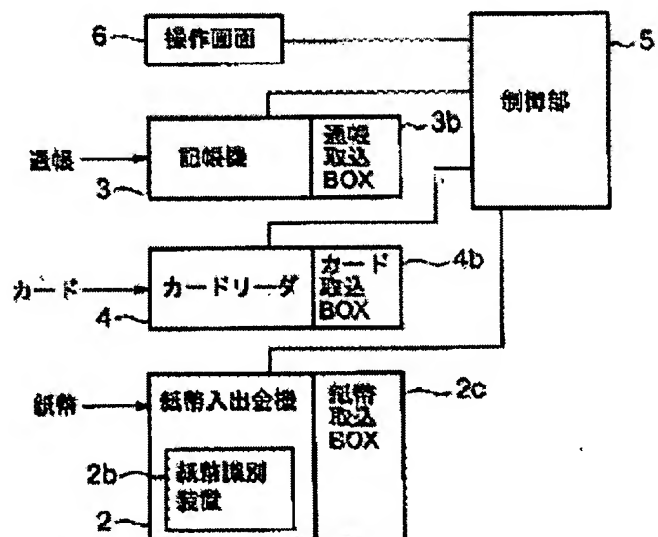 6
操作画面
5
制御部
通帳
記帳機
3
通帳
取込
BOX
3b
カード
カードリーダ
4
カード
取込
BOX
4b
紙幣
紙幣入出金機
2b
紙幣識別
装置
2
紙幣
取込
BOX
2c